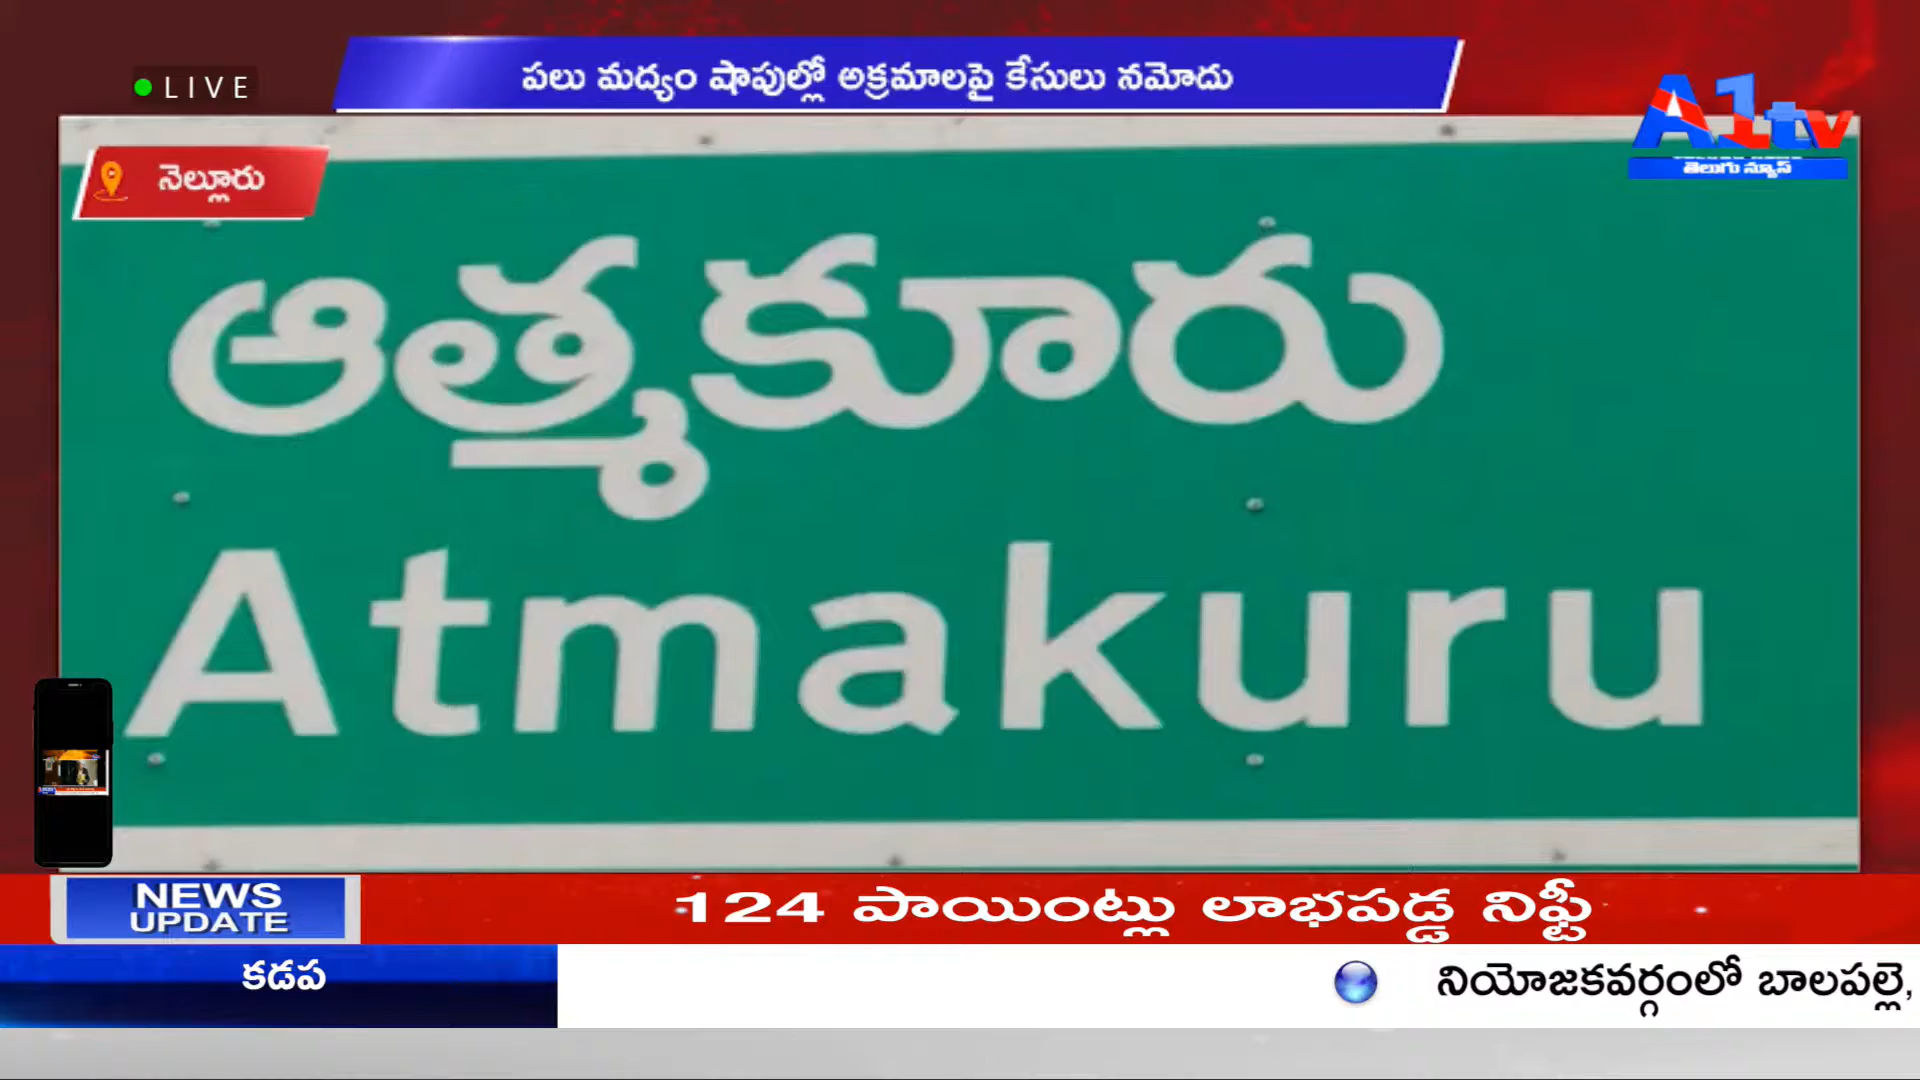 LIVE
పలు మద్యం షాపుల్లో అక్రమాలపై కేసులు నమోదు
A1tv
తెలుగు న్యూస్
నెల్లూరు
ఆత్మకూరు
Atmakuru
NEWS
UPDATE
124 పాయింట్లు లాభపడ్డ నిఫ్టీ
కడప
నియోజకవర్గంలో బాలపల్లె,